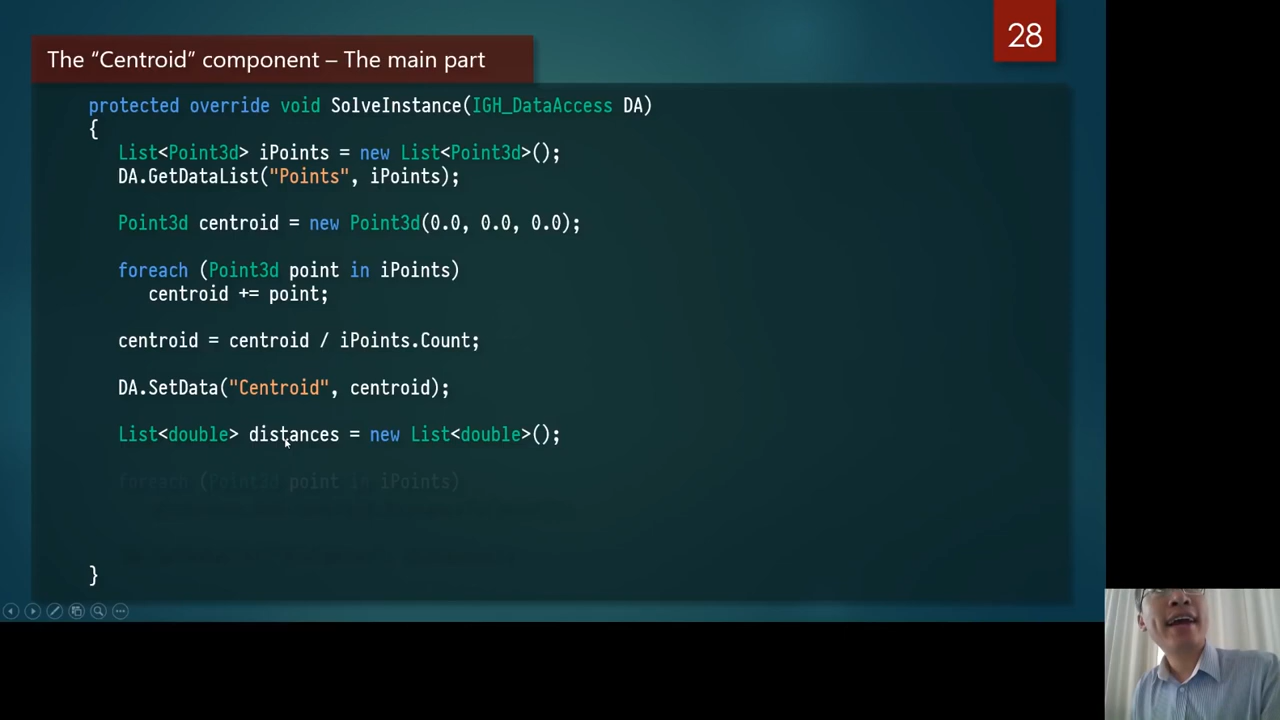 28
The “Centroid” component – The main part
protected override void SolveInstance(IGH_DataAccess DA)
{
List<Point3d> iPoints = new List<Point3d>();
DA.GetDataList("Points", iPoints);
Point3d centroid = new Point3d(0.0, 0.0, 0.0);
foreach (Point3d point in iPoints)
centroid += point;
centroid = centroid / iPoints.Count;
DA.SetData("Centroid", centroid);
List<double> distances = new List<double>();
foreach (Point3d point in iPoints)
}